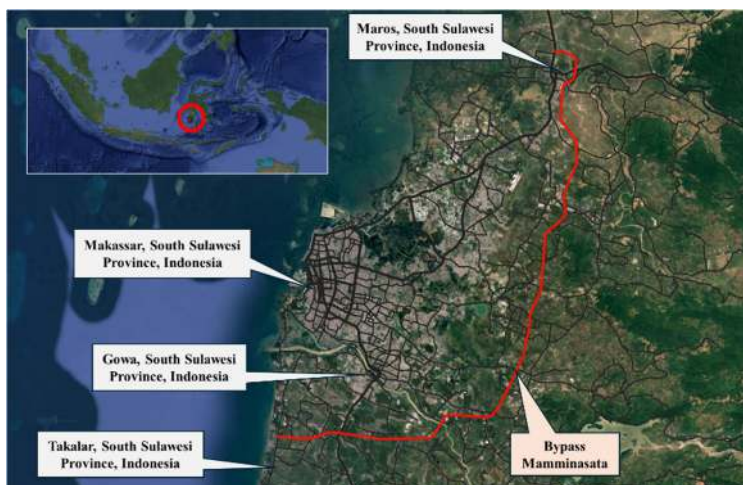 Maros, South Sulawesi
Province, Indonesia
Makassar, South Sulawesi
Province, Indonesia
Gowa, South Sulawesi
Province, Indonesia
Takalar, South Sulawesi
Province, Indonesia
Bypass
Mamminasata